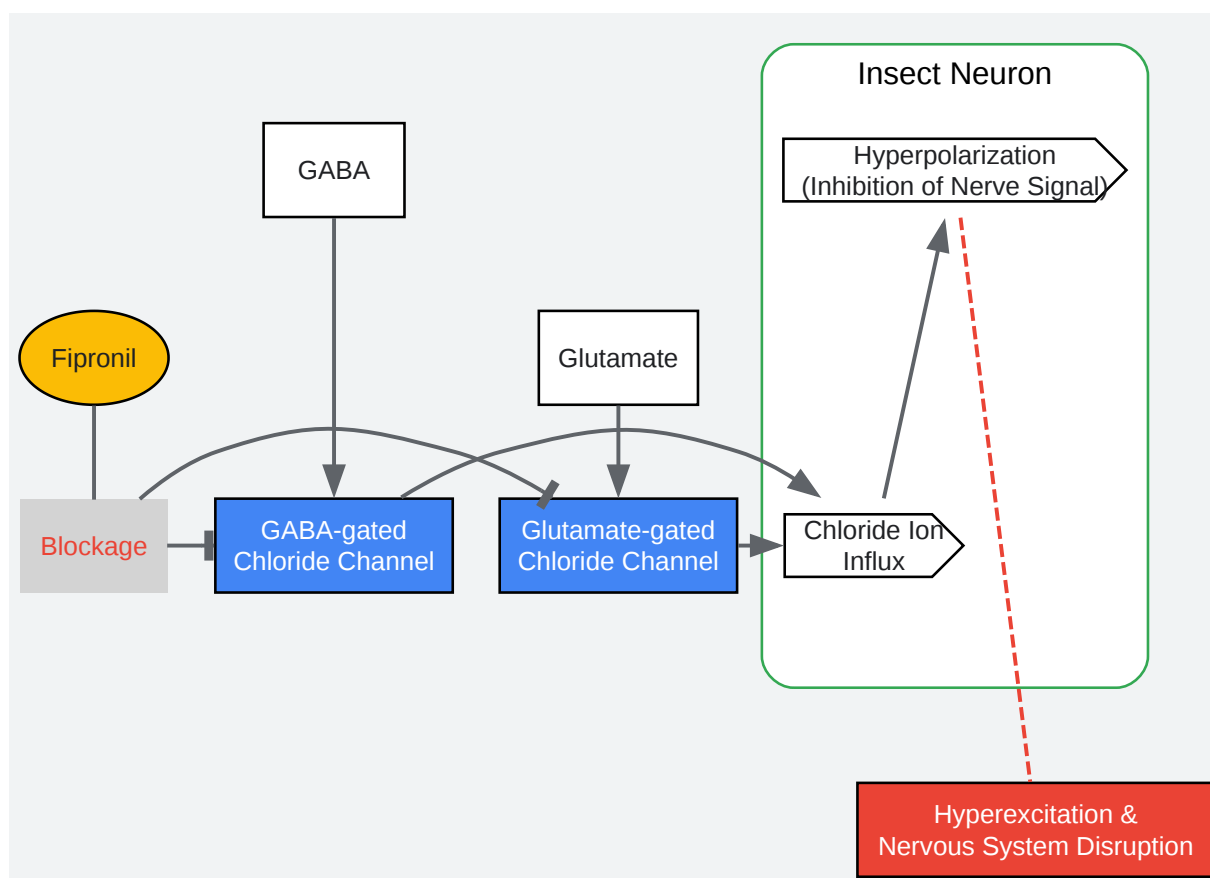 Insect Neuron
Hyperpolarization
(Inhibition of Nerve Signal)
GABA
Fipronil
Glutamate
Blockage
GABA-gated
Chloride Channel
Glutamate-gated
Chloride Channel
Chloride Ion
Influx
Hyperexcitation &
Nervous System Disruption